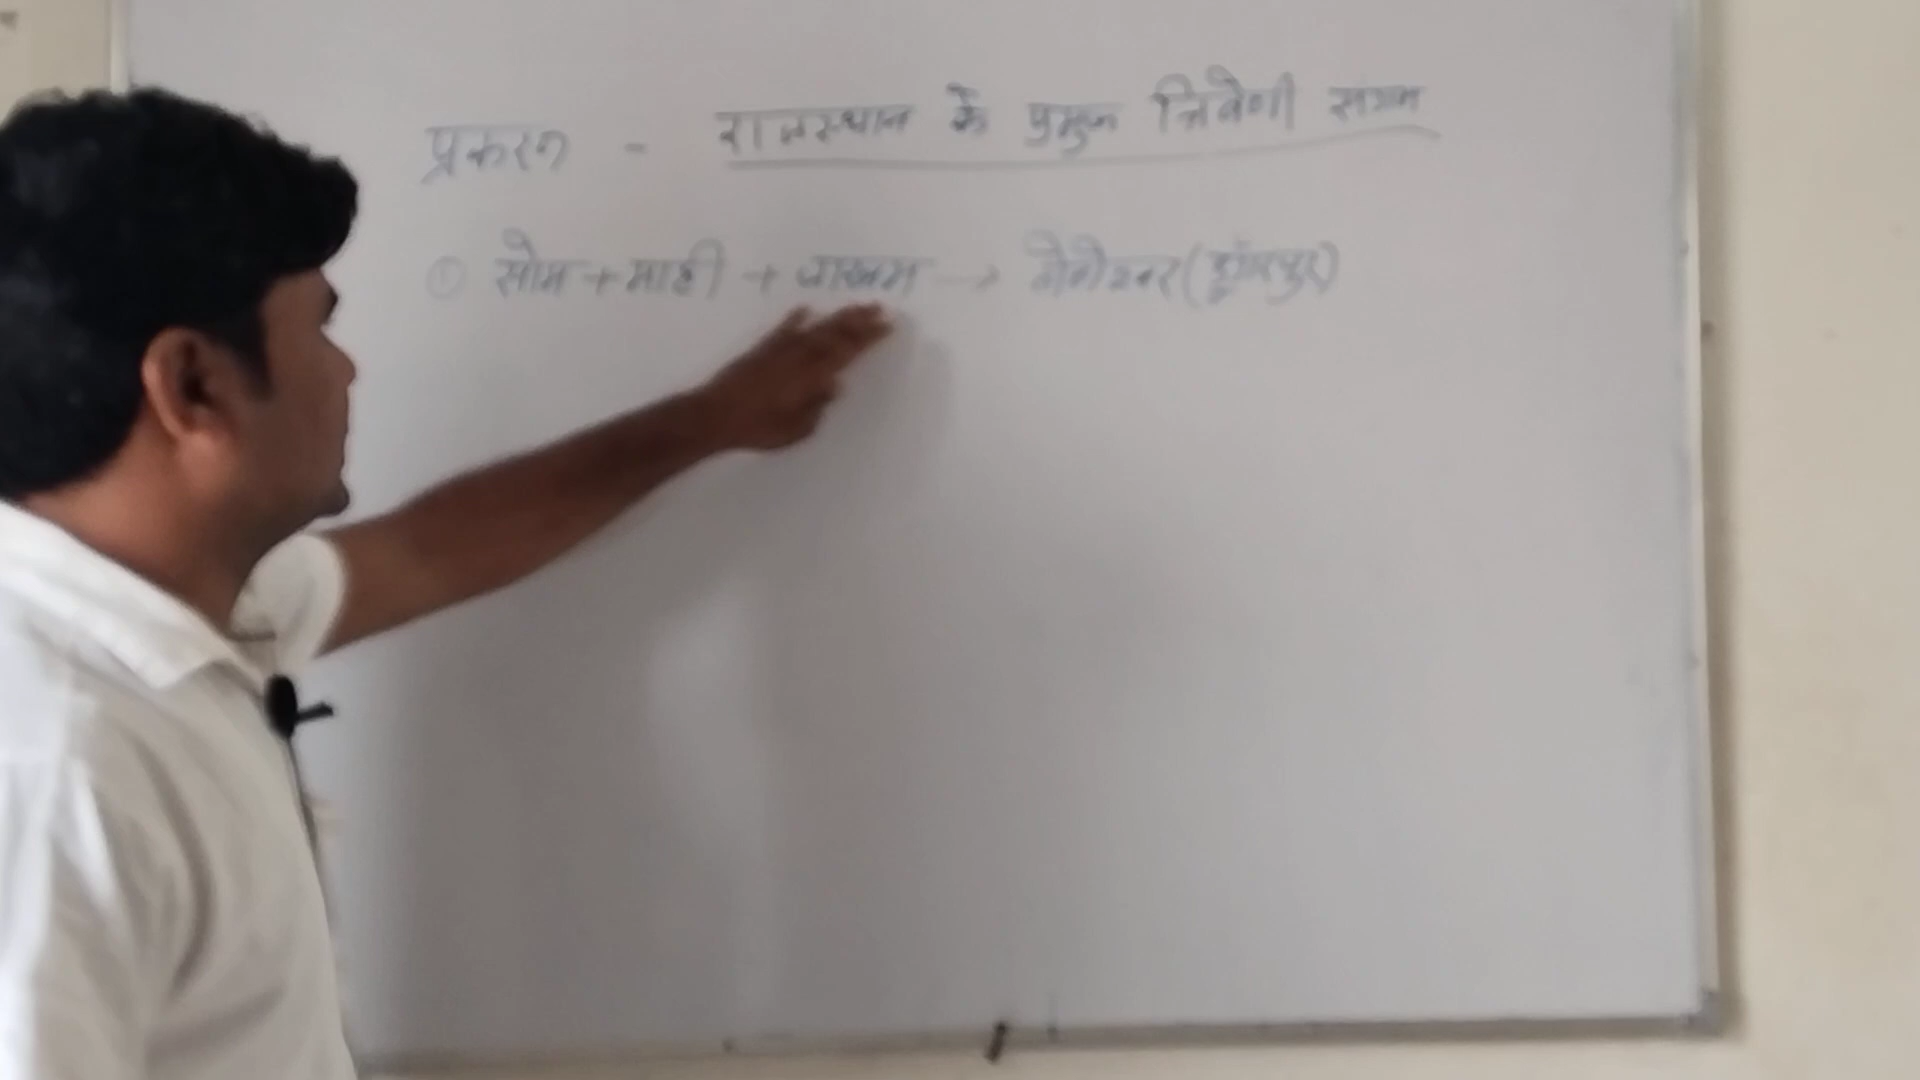 प्रकरण - राजस्थान के प्रमुख त्रिवेणी संगम
① सोम + माही + जाखम → बेणेश्वर (डूंगरपुर)